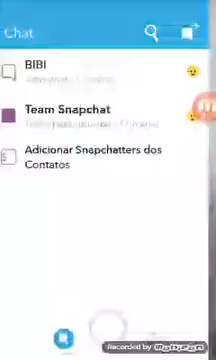 Chat
BIBI
Team Snapchat
Adicionar Snapchatters dos
Contatos
Recorded by